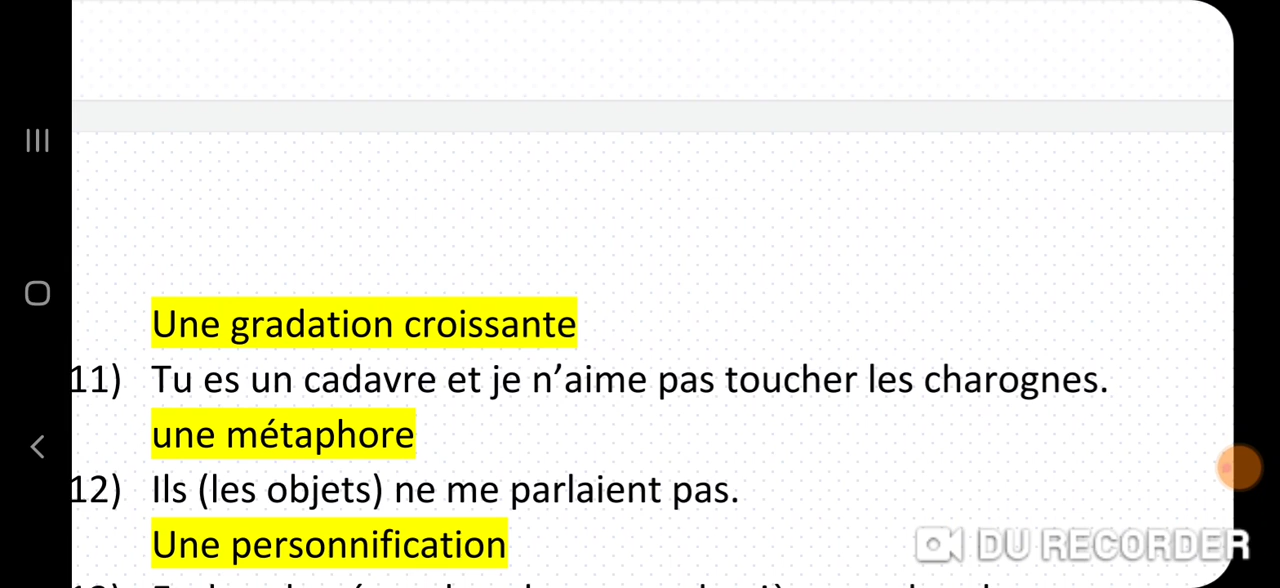 Une gradation croissante
11) Tu es un cadavre et je n’aime pas toucher les charognes.
une métaphore
12) Ils (les objets) ne me parlaient pas.
Une personnification
DU RECORDER